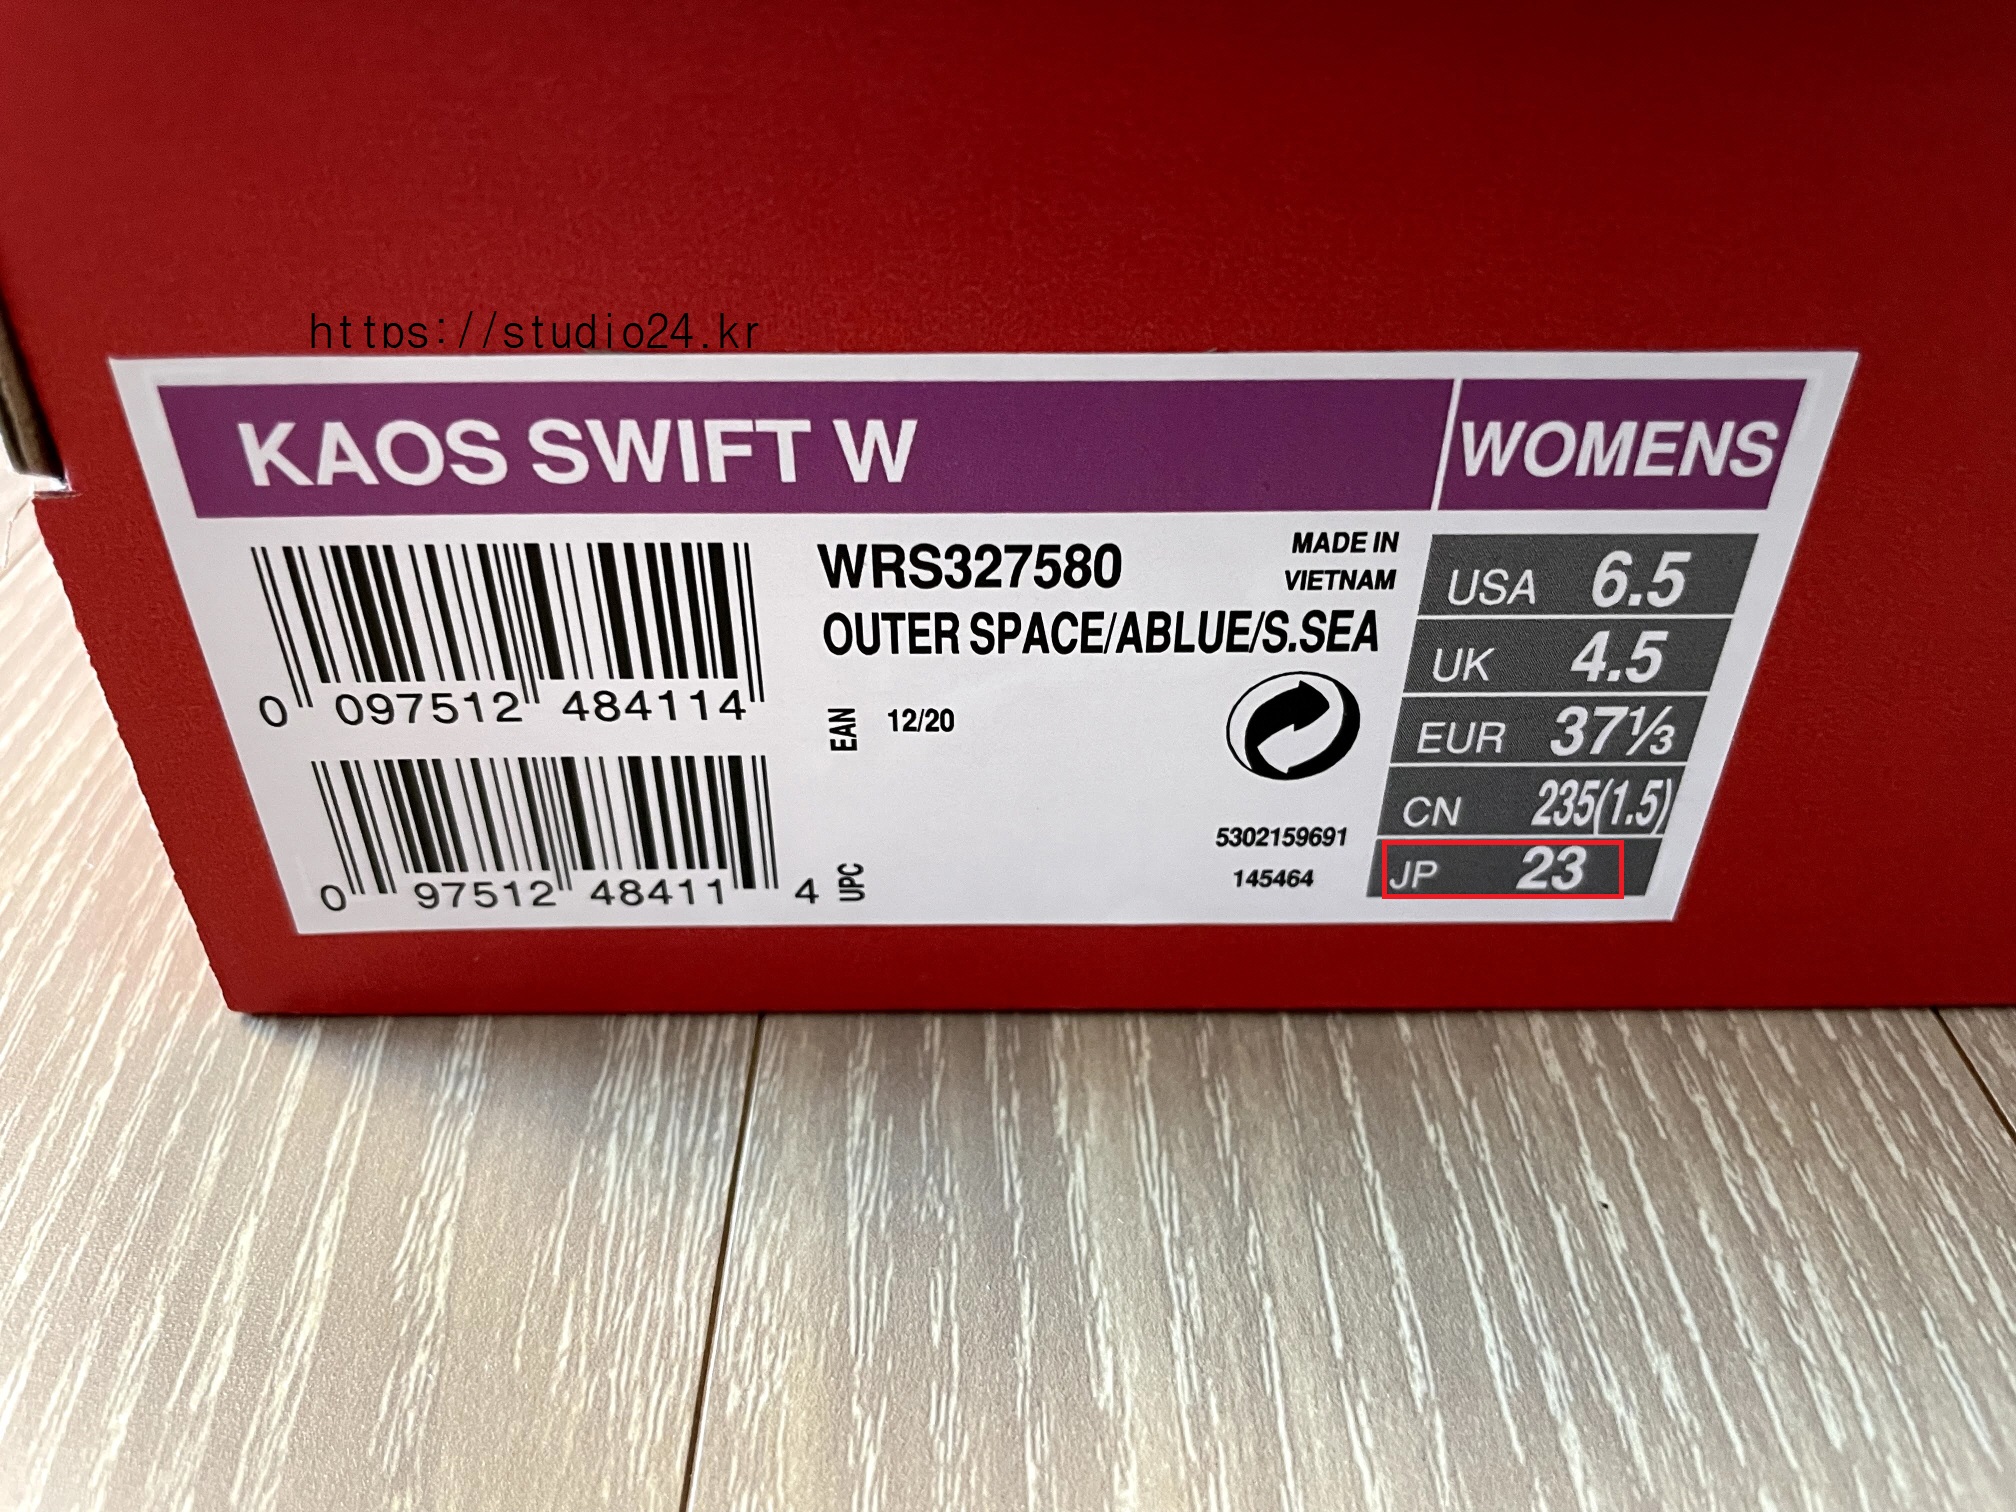 https://studio24.kr
KAOS SWIFT W
WOMENS
0 097512 484114
WRS327580
OUTER SPACE/ABLUE/S.SEA
MADE IN
VIETNAM
EAN 12/20
0 97512 48411 4 UPC
5302159691
145464
USA 6.5
UK 4.5
EUR 37⅓
CN 235(1.5)
JP 23